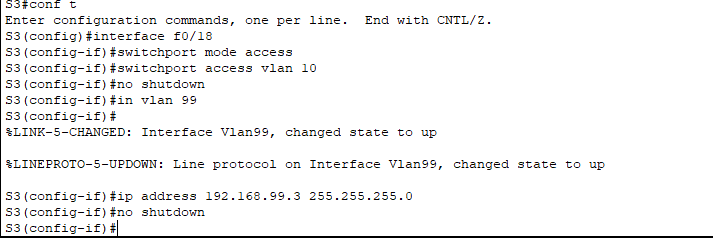 S3#conf t
Enter configuration commands, one per line.  End with CNTL/Z.
S3(config)#interface f0/18
S3(config-if)#switchport mode access
S3(config-if)#switchport access vlan 10
S3(config-if)#no shutdown
S3(config-if)#in vlan 99
S3(config-if)#
%LINK-5-CHANGED: Interface Vlan99, changed state to up
%LINEPROTO-5-UPDOWN: Line protocol on Interface Vlan99, changed state to up
S3(config-if)#ip address 192.168.99.3 255.255.255.0
S3(config-if)#no shutdown
S3(config-if)#